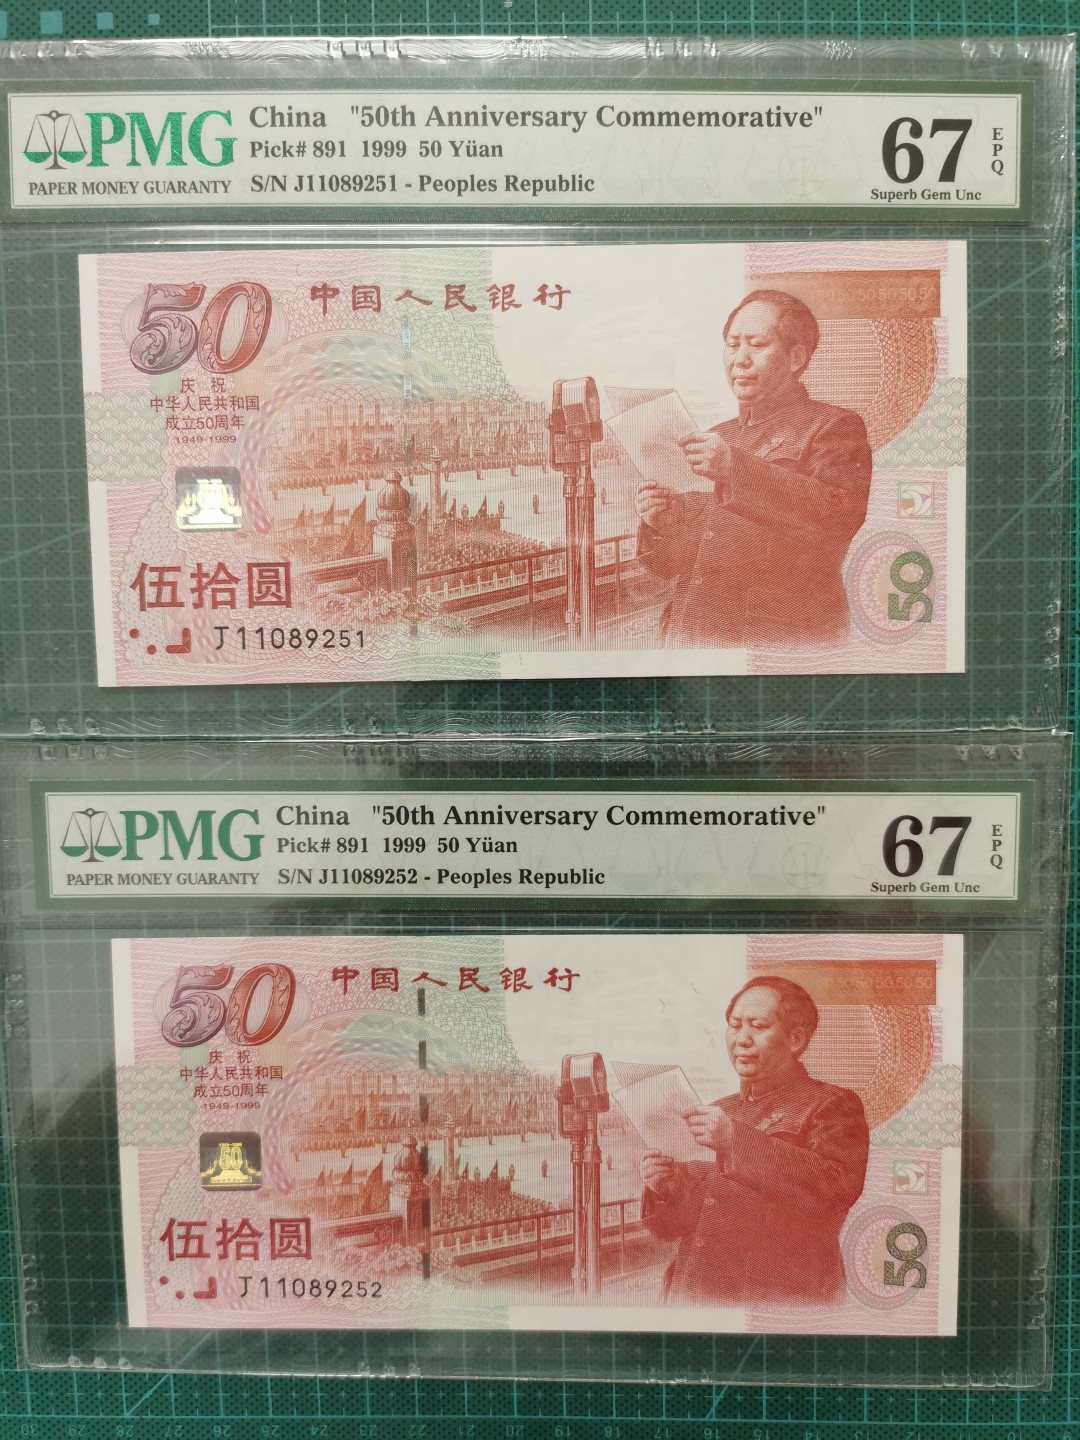 PMG
PAPER MONEY GUARANTY
China "50th Anniversary Commemorative"
Pick# 891 1999 50 Yüan
S/N J11089251 - Peoples Republic
67
EPQ
Superb Gem Unc
50
中国人民银行
庆祝
中华人民共和国
成立50周年
1949-1999
伍拾圆
J11089251
50
PMG
PAPER MONEY GUARANTY
China "50th Anniversary Commemorative"
Pick# 891 1999 50 Yüan
S/N J11089252 - Peoples Republic
67
EPQ
Superb Gem Unc
50
中国人民银行
庆祝
中华人民共和国
成立50周年
1949-1999
50
伍拾圆
J11089252
50